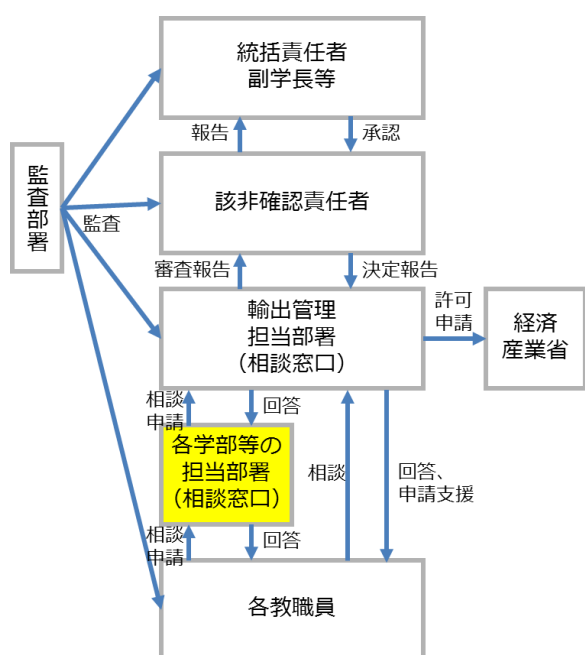 統括責任者
副学長等
報告
承認
監査部署
該非確認責任者
監査
審査報告
決定報告
輸出管理
担当部署
（相談窓口）
許可
申請
経済
産業省
相談
申請
回答
各学部等の
担当部署
（相談窓口）
相談
回答、
申請支援
相談
申請
回答
各教職員